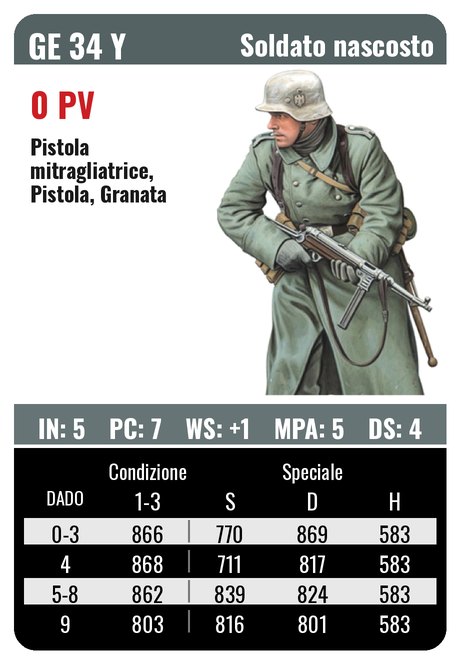 GE 34 Y Soldato nascosto
0 PV
Pistola
mitragliatrice,
Pistola, Granata
IN: 5 PC: 7 WS: +1 MPA: 5 DS: 4
Condizione Speciale
DADO 1-3 S D H
0-3 866 770 869 583
4 868 711 817 583
5-8 862 839 824 583
9 803 816 801 583